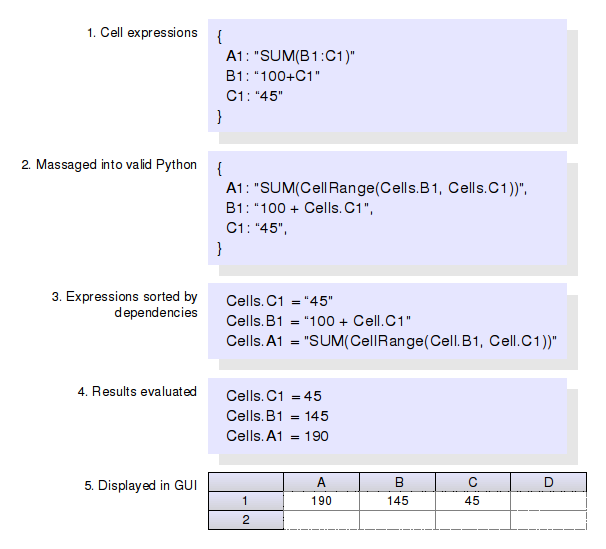 1. Cell expressions
{
A1: "SUM(B1:C1)"
B1: “100+C1"
C1: “45"
}
2. Massaged into valid Python
{
A1: "SUM(CellRange(Cells.B1, Cells.C1))",
B1: “100 + Cells.C1",
C1: “45",
}
3. Expressions sorted by
dependencies
Cells.C1 = “45"
Cells.B1 = “100 + Cell.C1"
Cells.A1 = "SUM(CellRange(Cell.B1, Cell.C1))"
4. Results evaluated
Cells.C1 = 45
Cells.B1 = 145
Cells.A1 = 190
5. Displayed in GUI
A B C D
1 190 145 45
2